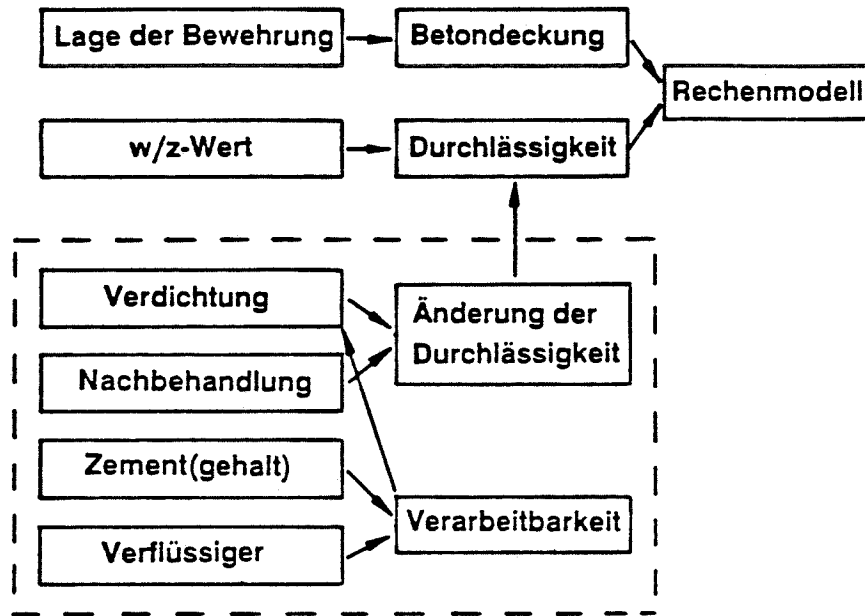 Lage der Bewehrung
Betondeckung
Rechenmodell
w/z-Wert
Durchlässigkeit
Verdichtung
Änderung der
Durchlässigkeit
Nachbehandlung
Zement(gehalt)
Verarbeitbarkeit
Verflüssiger